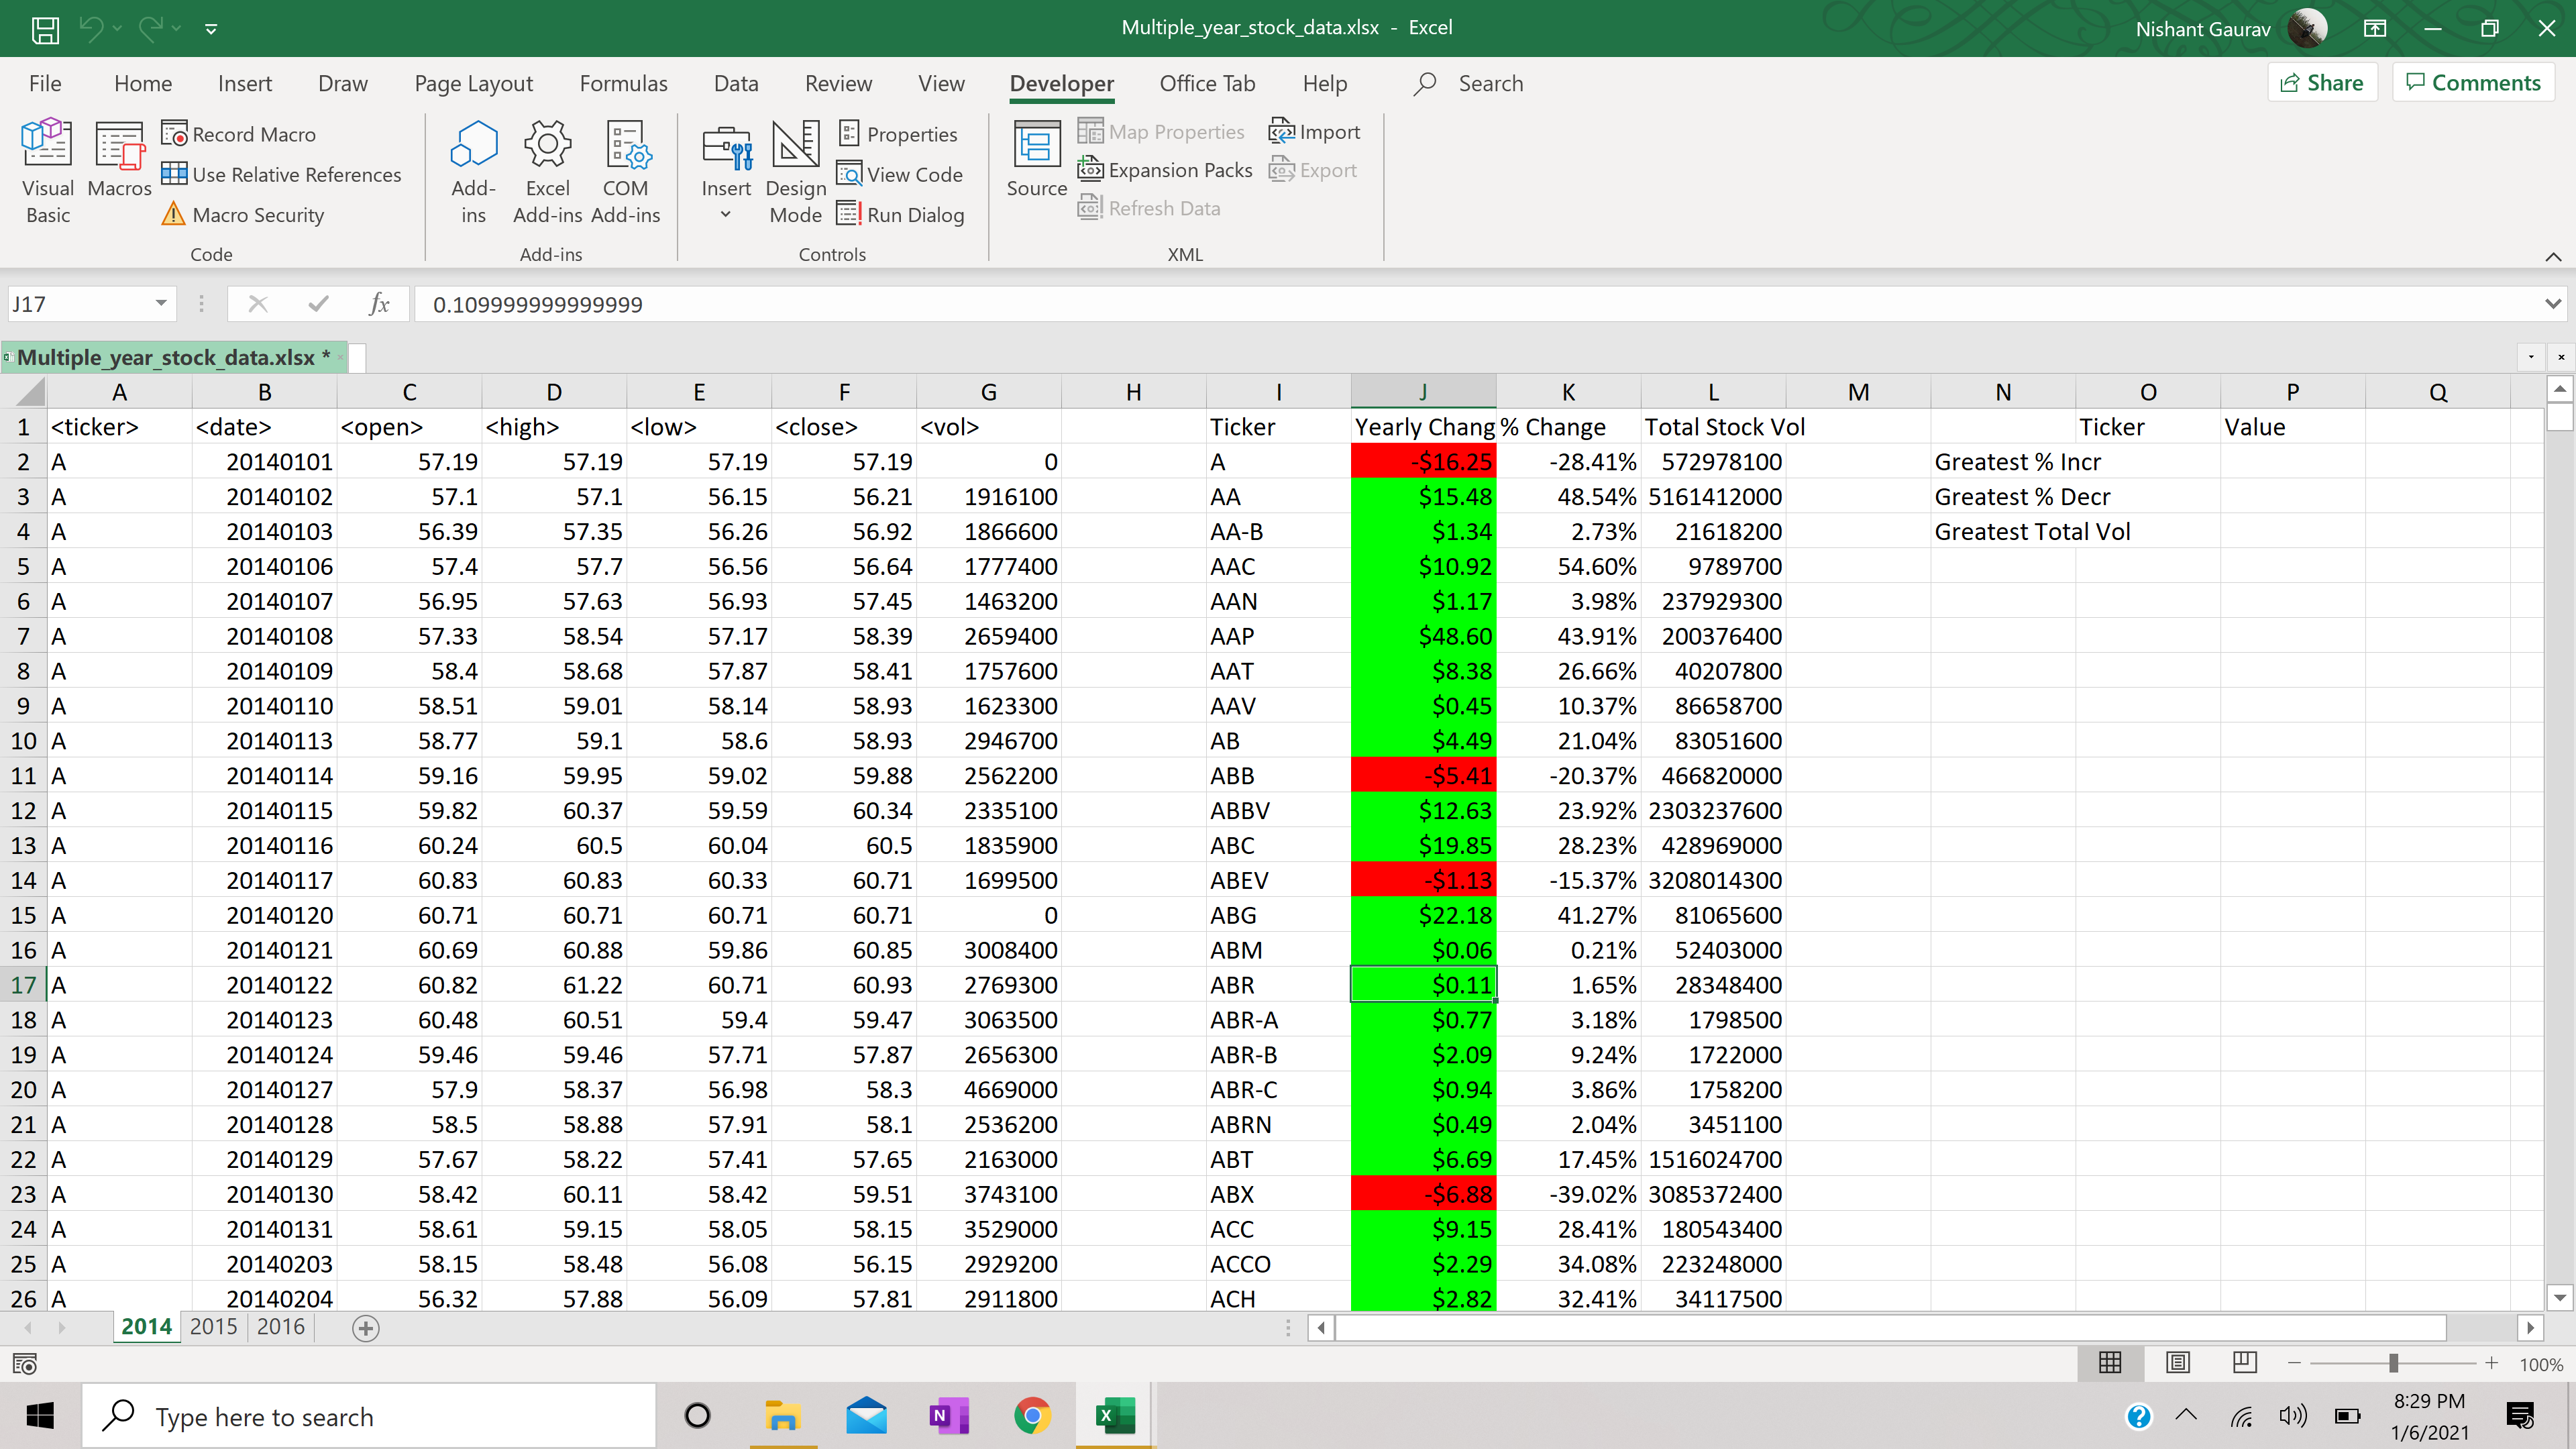 Multiple_year_stock_data.xlsx - Excel
Nishant Gaurav
File Home Insert Draw Page Layout Formulas Data Review View Developer Office Tab Help Search Share Comments
Visual Basic
Macros
Record Macro
Use Relative References
Macro Security
Code
Add-ins
Excel Add-ins
COM Add-ins
Add-ins
Insert
Design Mode
Properties
View Code
Run Dialog
Controls
Source
Map Properties
Expansion Packs
Refresh Data
Import
Export
XML
J17 fx 0.109999999999999
Multiple_year_stock_data.xlsx *
A B C D E F G H I J K L M N O P Q
1 <ticker> <date> <open> <high> <low> <close> <vol> Ticker Yearly Chang % Change Total Stock Vol Ticker Value
2 A 20140101 57.19 57.19 57.19 57.19 0 A -$16.25 -28.41% 572978100 Greatest % Incr
3 A 20140102 57.1 57.1 56.15 56.21 1916100 AA $15.48 48.54% 5161412000 Greatest % Decr
4 A 20140103 56.39 57.35 56.26 56.92 1866600 AA-B $1.34 2.73% 21618200 Greatest Total Vol
5 A 20140106 57.4 57.7 56.56 56.64 1777400 AAC $10.92 54.60% 9789700
6 A 20140107 56.95 57.63 56.93 57.45 1463200 AAN $1.17 3.98% 237929300
7 A 20140108 57.33 58.54 57.17 58.39 2659400 AAP $48.60 43.91% 200376400
8 A 20140109 58.4 58.68 57.87 58.41 1757600 AAT $8.38 26.66% 40207800
9 A 20140110 58.51 59.01 58.14 58.93 1623300 AAV $0.45 10.37% 86658700
10 A 20140113 58.77 59.1 58.6 58.93 2946700 AB $4.49 21.04% 83051600
11 A 20140114 59.16 59.95 59.02 59.88 2562200 ABB -$5.41 -20.37% 466820000
12 A 20140115 59.82 60.37 59.59 60.34 2335100 ABBV $12.63 23.92% 2303237600
13 A 20140116 60.24 60.5 60.04 60.5 1835900 ABC $19.85 28.23% 428969000
14 A 20140117 60.83 60.83 60.33 60.71 1699500 ABEV -$1.13 -15.37% 3208014300
15 A 20140120 60.71 60.71 60.71 60.71 0 ABG $22.18 41.27% 81065600
16 A 20140121 60.69 60.88 59.86 60.85 3008400 ABM $0.06 0.21% 52403000
17 A 20140122 60.82 61.22 60.71 60.93 2769300 ABR $0.11 1.65% 28348400
18 A 20140123 60.48 60.51 59.4 59.47 3063500 ABR-A $0.77 3.18% 1798500
19 A 20140124 59.46 59.46 57.71 57.87 2656300 ABR-B $2.09 9.24% 1722000
20 A 20140127 57.9 58.37 56.98 58.3 4669000 ABR-C $0.94 3.86% 1758200
21 A 20140128 58.5 58.88 57.91 58.1 2536200 ABRN $0.49 2.04% 3451100
22 A 20140129 57.67 58.22 57.41 57.65 2163000 ABT $6.69 17.45% 1516024700
23 A 20140130 58.42 60.11 58.42 59.51 3743100 ABX -$6.88 -39.02% 3085372400
24 A 20140131 58.61 59.15 58.05 58.15 3529000 ACC $9.15 28.41% 180543400
25 A 20140203 58.15 58.48 56.08 56.15 2929200 ACCO $2.29 34.08% 223248000
26 A 20140204 56.32 57.88 56.09 57.81 2911800 ACH $2.82 32.41% 34117500
2014 2015 2016
100%
Type here to search
8:29 PM
1/6/2021